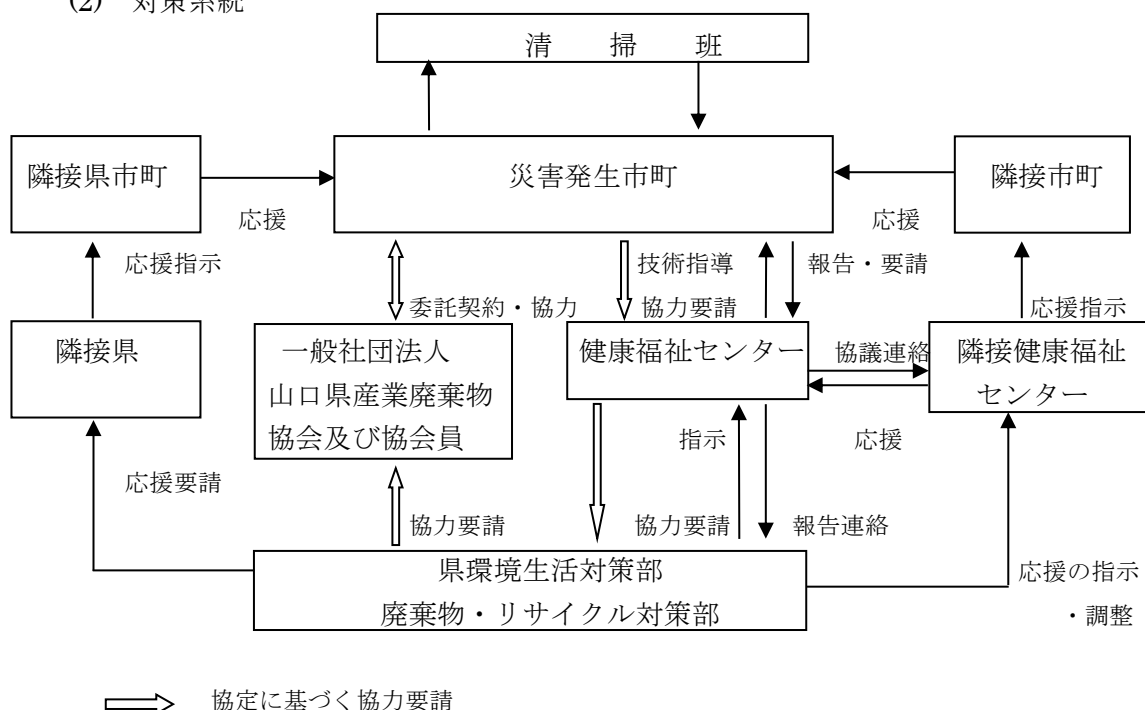 (2) 対策系統
清 掃 班
隣接県市町
災害発生市町
隣接市町
応援
応援
応援指示
技術指導
報告・要請
委託契約・協力
協力要請
応援指示
隣接県
一般社団法人
山口県産業廃棄物
協会及び協会員
健康福祉センター
協議連絡
隣接健康福祉
センター
指示
応援
応援要請
協力要請
協力要請
報告連絡
県環境生活対策部
廃棄物・リサイクル対策部
応援の指示
・調整
協定に基づく協力要請